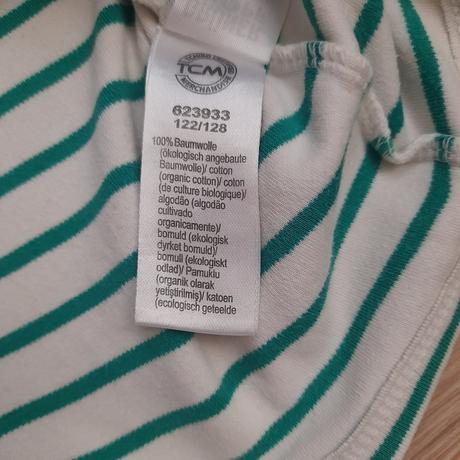 TCM
MERCHANDISE
623933
122/128
100% Baumwolle
(ökologisch angebaute
Baumwolle)/ cotton
(organic cotton)/ coton
(de culture biologique)/
algodão (algodão
cultivado
organicamente)/
bomuld (økologisk
dyrket bomuld)/
bomull (ekologiskt
odlad)/ Pamuklu
(organik olarak
yetiştirilmiş)/ katoen
(ecologisch geteelde